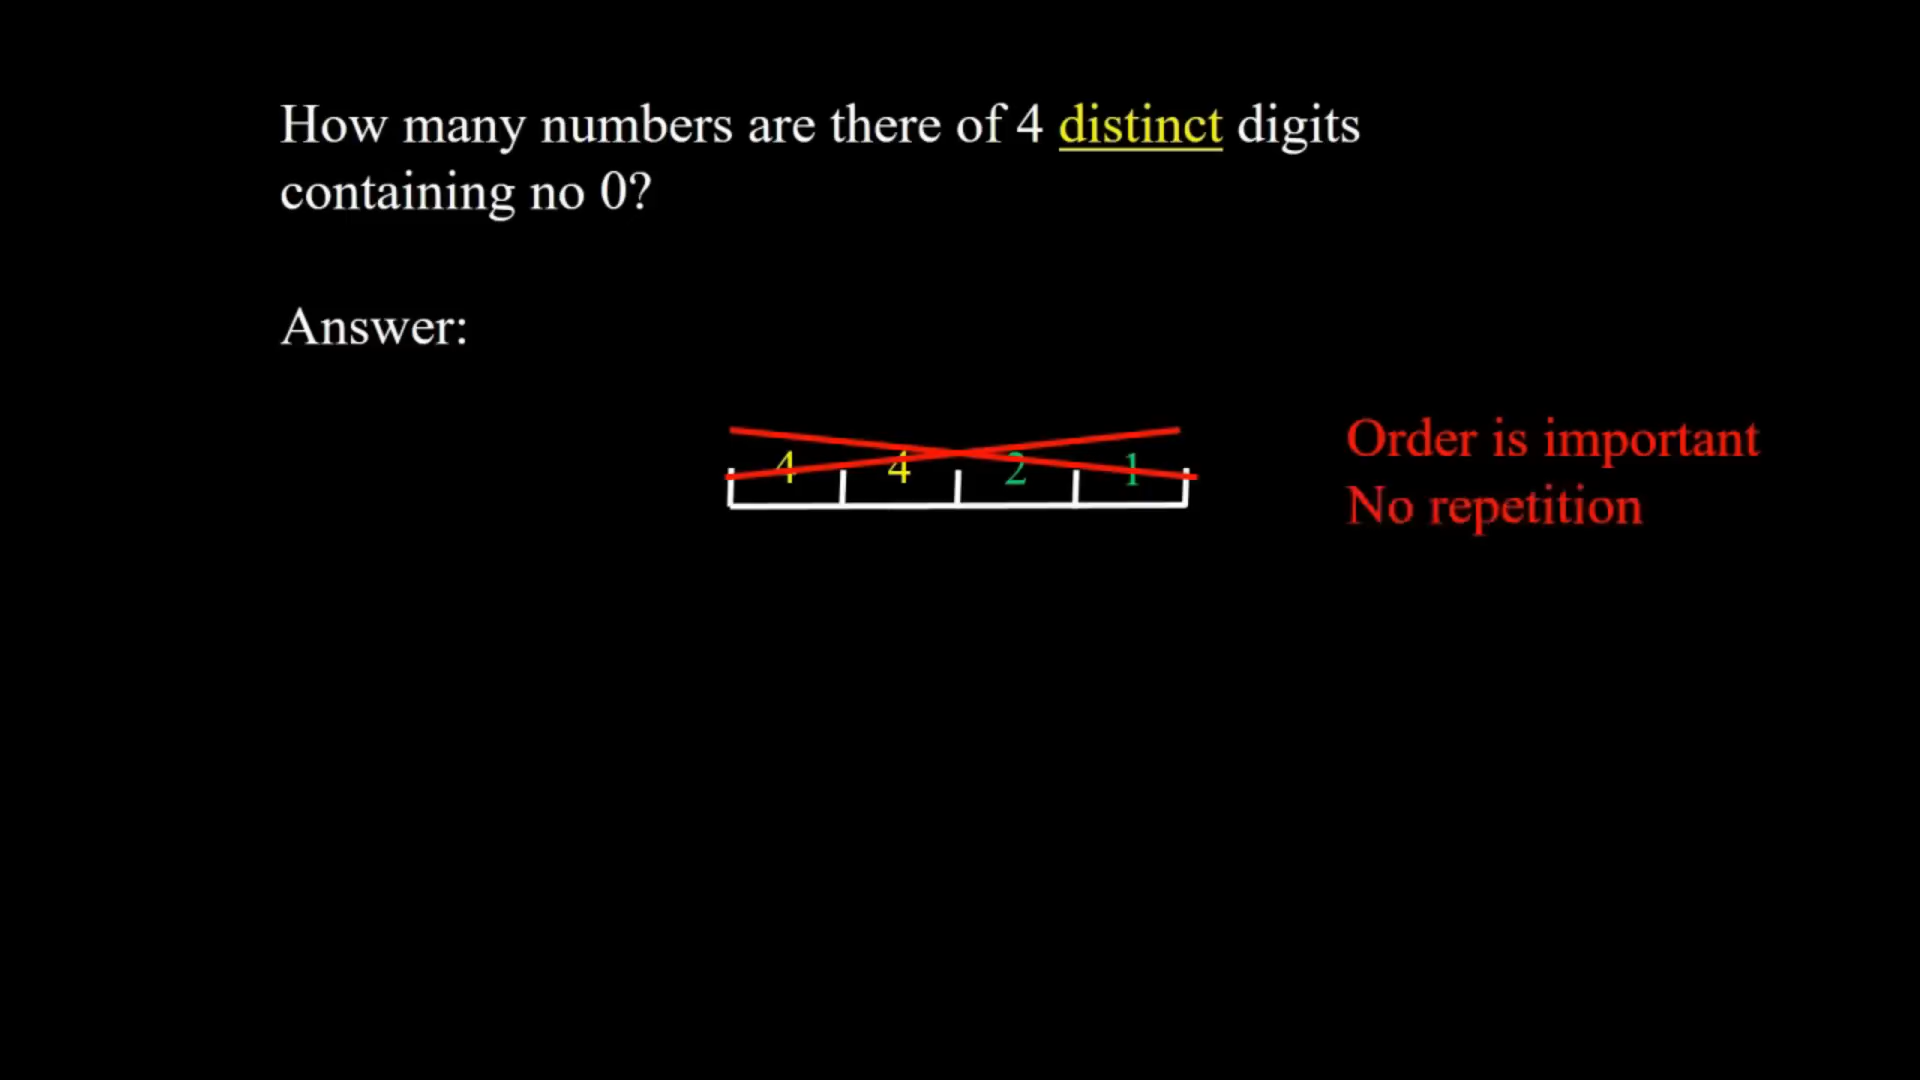 How many numbers are there of 4 distinct digits
containing no 0?
Answer:
4 4 2 1
Order is important
No repetition